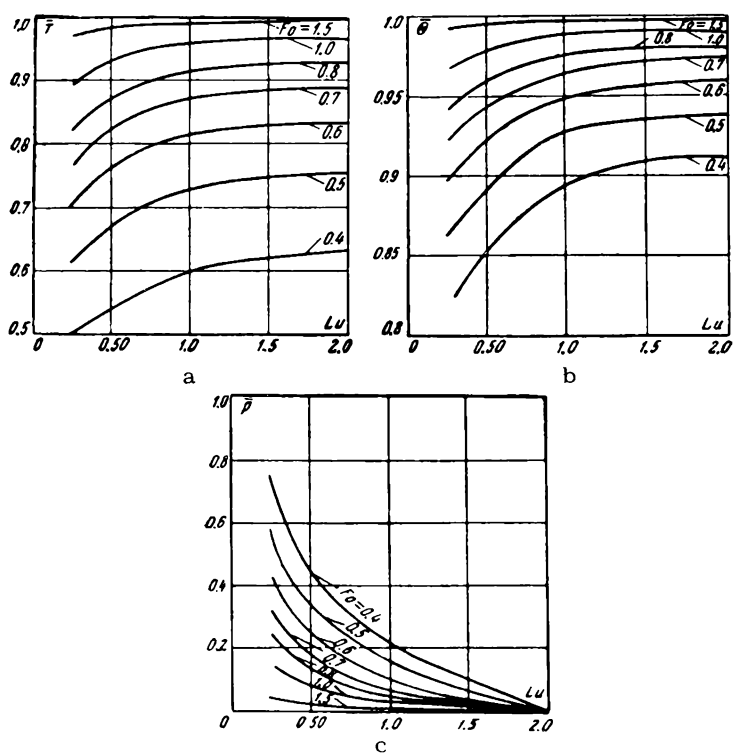 1.0 T̄ Fo = 1.5
1.0
0.9 0.8
0.7
0.8 0.6
0.7 0.5
0.6 0.4
0.5 Lu
0 0.50 1.0 1.5 2.0
a
1.0 Θ̄ Fo = 1.5
0.8 1.0
0.7
0.95 0.6
0.5
0.9 0.4
0.85
0.8 Lu
0 0.50 1.0 1.5 2.0
b
1.0 p̄
0.8
0.6
0.4 Fo=0.4
0.5
0.2 0.6
0.7
0.8
1.0
1.5 Lu
0 0.50 1.0 1.5 2.0
c